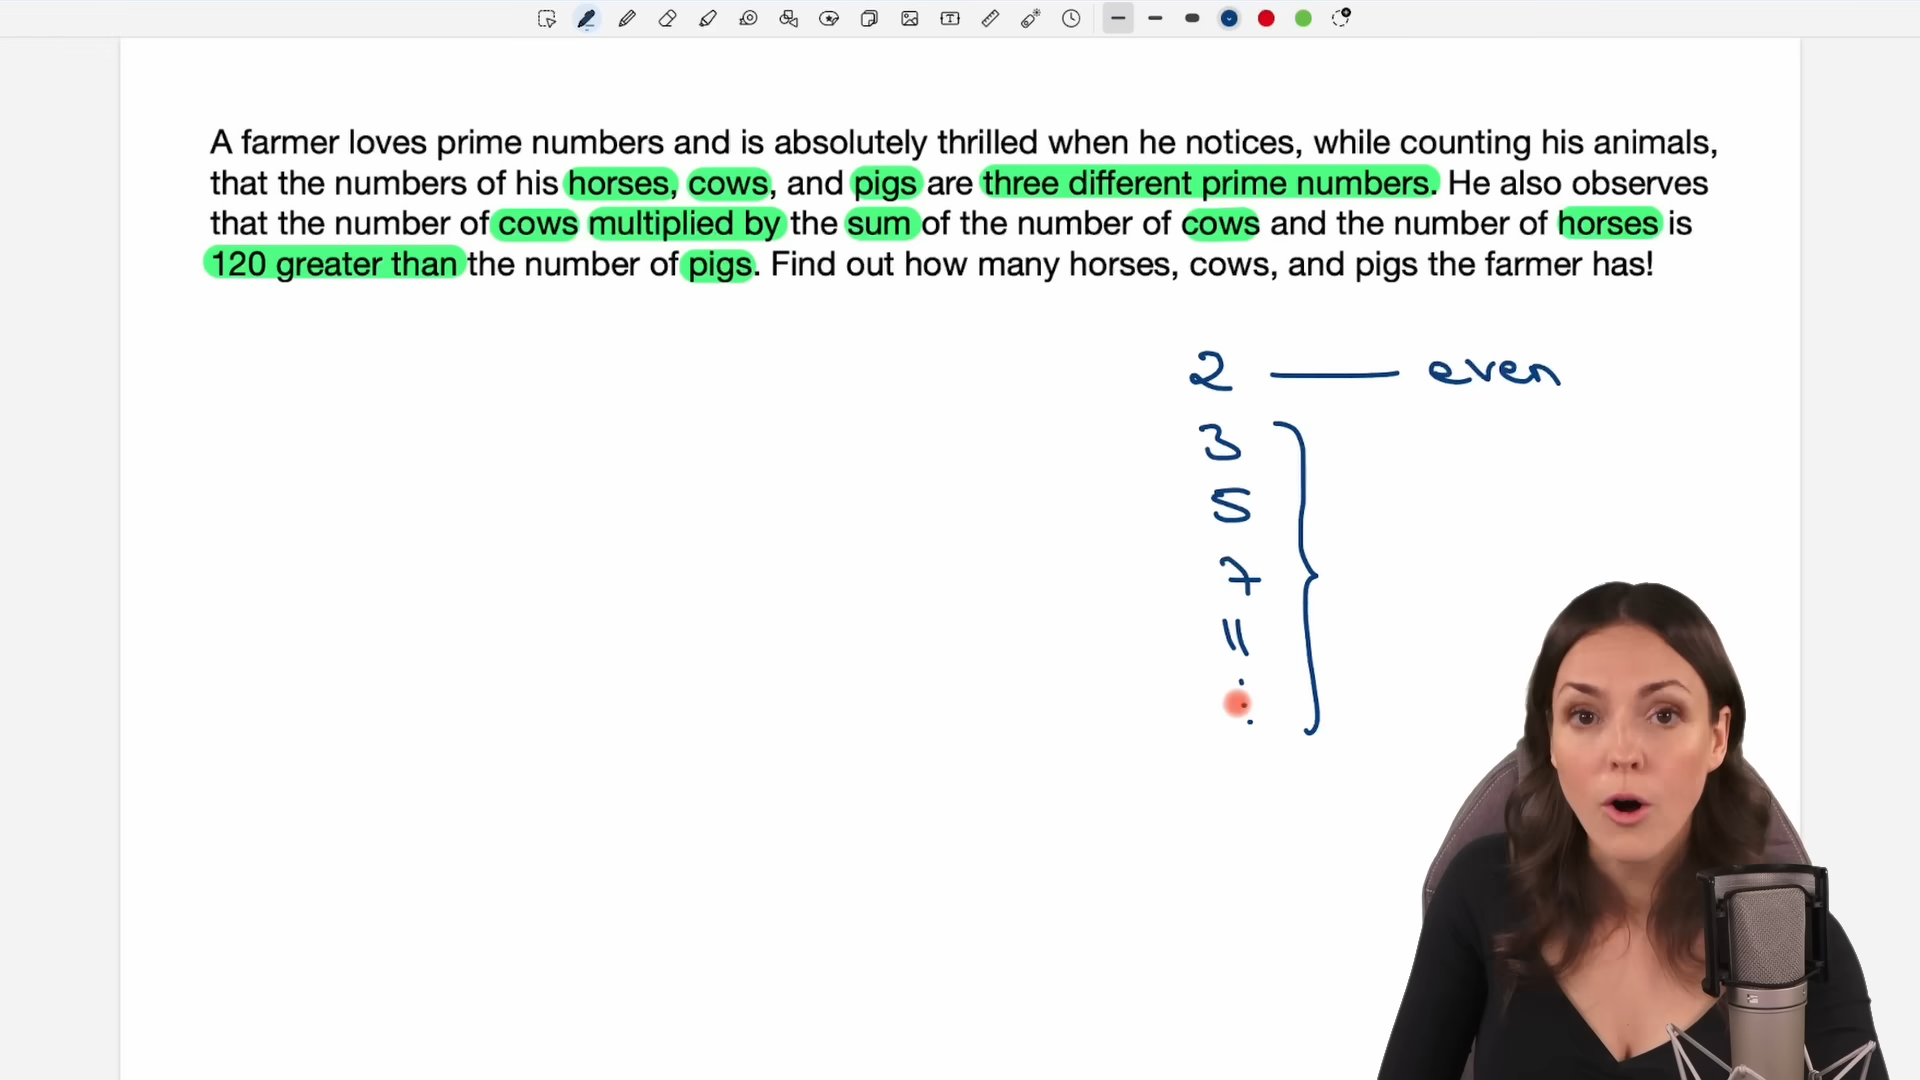 A farmer loves prime numbers and is absolutely thrilled when he notices, while counting his animals,
that the numbers of his horses, cows, and pigs are three different prime numbers. He also observes
that the number of cows multiplied by the sum of the number of cows and the number of horses is
120 greater than the number of pigs. Find out how many horses, cows, and pigs the farmer has!
2 — even
3
5
7
11